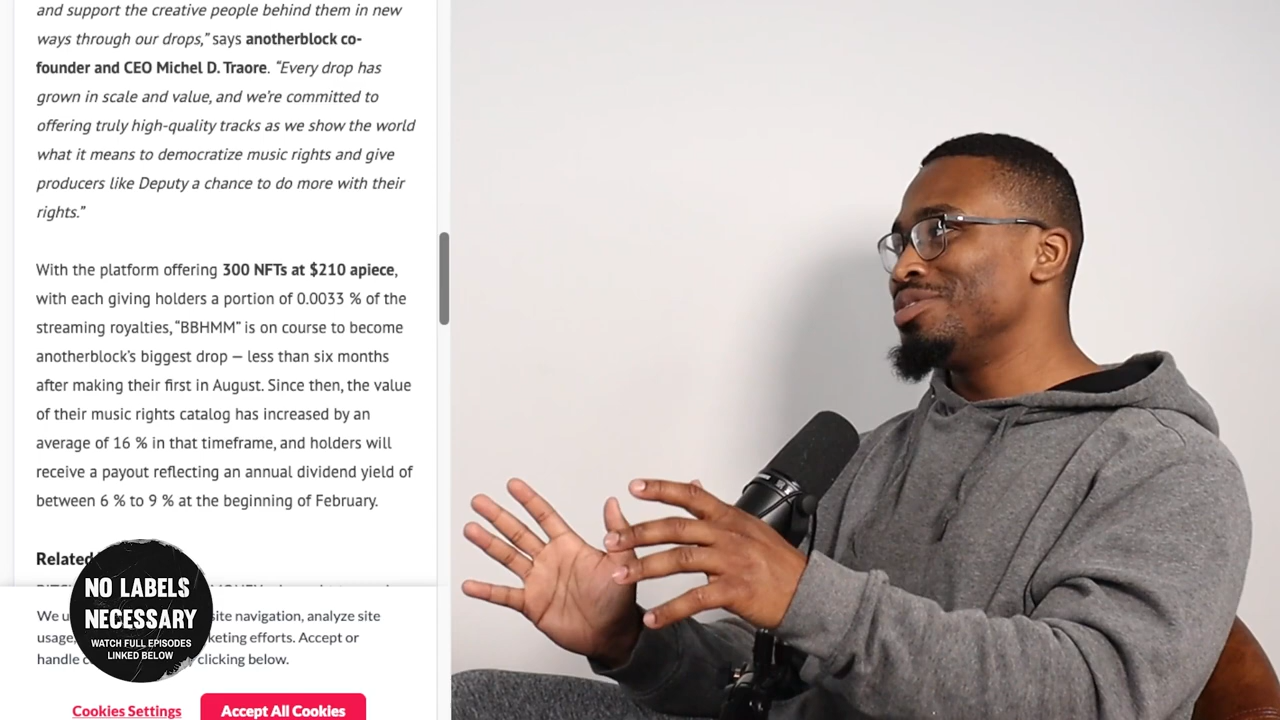 and support the creative people behind them in new
ways through our drops,” says anotherblock co-
founder and CEO Michel D. Traore. “Every drop has
grown in scale and value, and we’re committed to
offering truly high-quality tracks as we show the world
what it means to democratize music rights and give
producers like Deputy a chance to do more with their
rights.”
With the platform offering 300 NFTs at $210 apiece,
with each giving holders a portion of 0.0033 % of the
streaming royalties, “BBHMM” is on course to become
anotherblock’s biggest drop — less than six months
after making their first in August. Since then, the value
of their music rights catalog has increased by an
average of 16 % in that timeframe, and holders will
receive a payout reflecting an annual dividend yield of
between 6 % to 9 % at the beginning of February.
Related
NO LABELS
NECESSARY
WATCH FULL EPISODES
LINKED BELOW
We site navigation, analyze site
usage, keting efforts. Accept or
handle clicking below.
Cookies Settings
Accept All Cookies